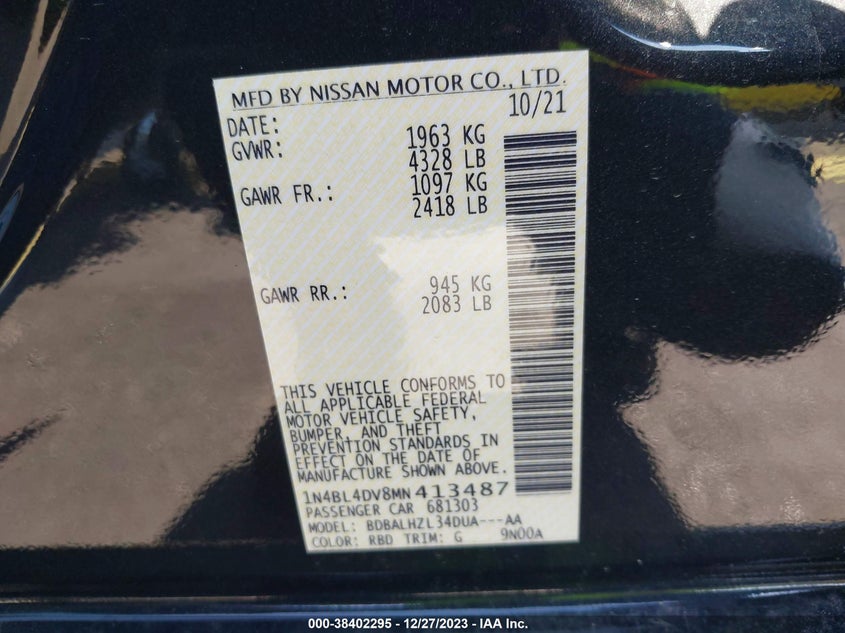 MFD BY NISSAN MOTOR CO., LTD.
DATE: 10/21
GVWR: 1963 KG
4328 LB
GAWR FR.: 1097 KG
2418 LB
GAWR RR.: 945 KG
2083 LB
THIS VEHICLE CONFORMS TO
ALL APPLICABLE FEDERAL
MOTOR VEHICLE SAFETY,
BUMPER, AND THEFT
PREVENTION STANDARDS IN
EFFECT ON THE DATE OF
MANUFACTURE SHOWN ABOVE.
1N4BL4DV8MN413487
PASSENGER CAR 681303
MODEL: BDBALHZL34DUA---AA
COLOR: RBD TRIM: G 9N00A
000-38402295 - 12/27/2023 - IAA Inc.